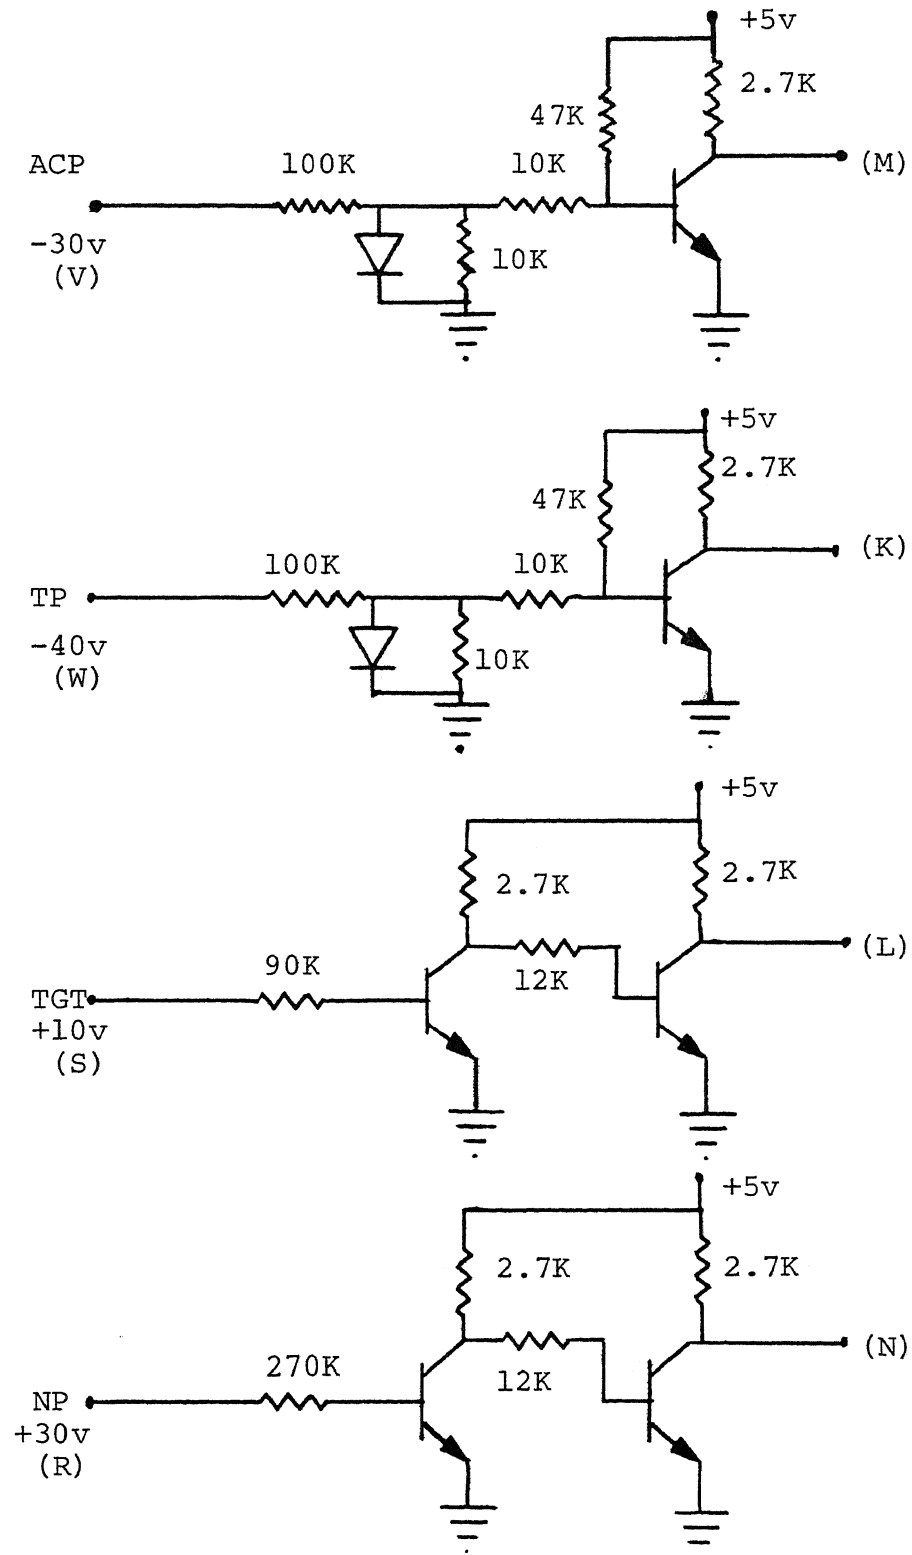 +5v
2.7K
47K
(M)
ACP
100K
10K
-30v
(V)
10K
+5v
2.7K
47K
(K)
100K
10K
TP
-40v
(W)
10K
+5v
2.7K
2.7K
(L)
90K
12K
TGT
+10v
(S)
+5v
2.7K
2.7K
(N)
270K
12K
NP
+30v
(R)